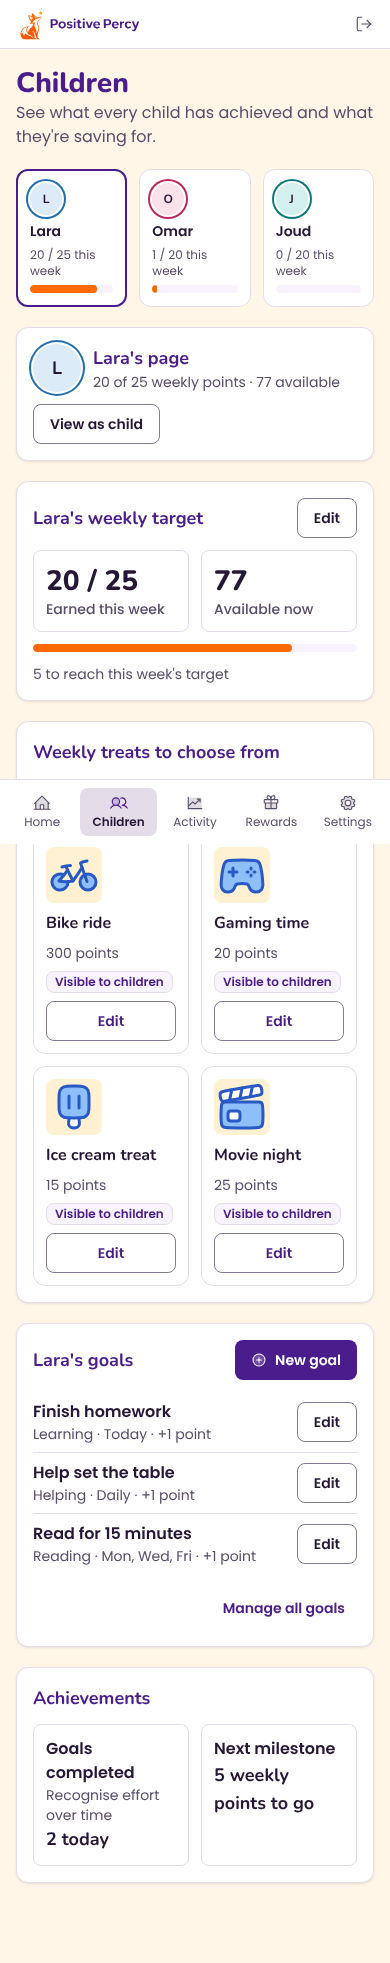 Positive Percy
Children
See what every child has achieved and what
they're saving for.
L
Lara
20 / 25 this
week
O
Omar
1 / 20 this
week
J
Joud
0 / 20 this
week
L
Lara's page
20 of 25 weekly points · 77 available
View as child
Lara's weekly target
Edit
20 / 25
Earned this week
77
Available now
5 to reach this week's target
Weekly treats to choose from
Home
Children
Activity
Rewards
Settings
Bike ride
300 points
Visible to children
Edit
Gaming time
20 points
Visible to children
Edit
Ice cream treat
15 points
Visible to children
Edit
Movie night
25 points
Visible to children
Edit
Lara's goals
New goal
Finish homework
Learning · Today · +1 point
Edit
Help set the table
Helping · Daily · +1 point
Edit
Read for 15 minutes
Reading · Mon, Wed, Fri · +1 point
Edit
Manage all goals
Achievements
Goals
completed
Recognise effort
over time
2 today
Next milestone
5 weekly
points to go